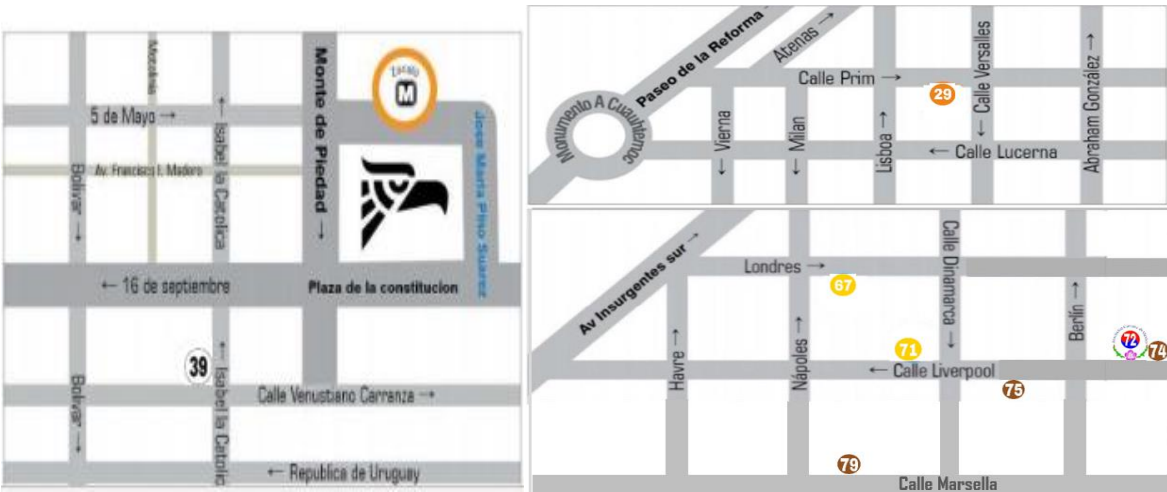 Motolinia
Zocalo
M
5 de Mayo →
Isabel la Catolica
Monte de Piedad →
Jose Maria Pino Suarez
Bolivar →
Av. Francisco I. Madero
← 16 de septiembre
Plaza de la constitucion
39
← Isabel la Catolic
Bolivar →
Calle Venustiano Carranza →
← Republica de Uruguay
Paseo de la Reforma →
Atenas →
Calle Prim →
29
Calle Versalles
Abraham González →
Monumento A Cuauhtemoc
← Vierna
← Milan
Lisboa →
← Calle Lucerna
Av Insurgentes sur →
Londres →
67
Calle Dinamarca →
Berlín →
Havre →
Nápoles →
71
← Calle Liverpool
72
74
75
79
Calle Marsella